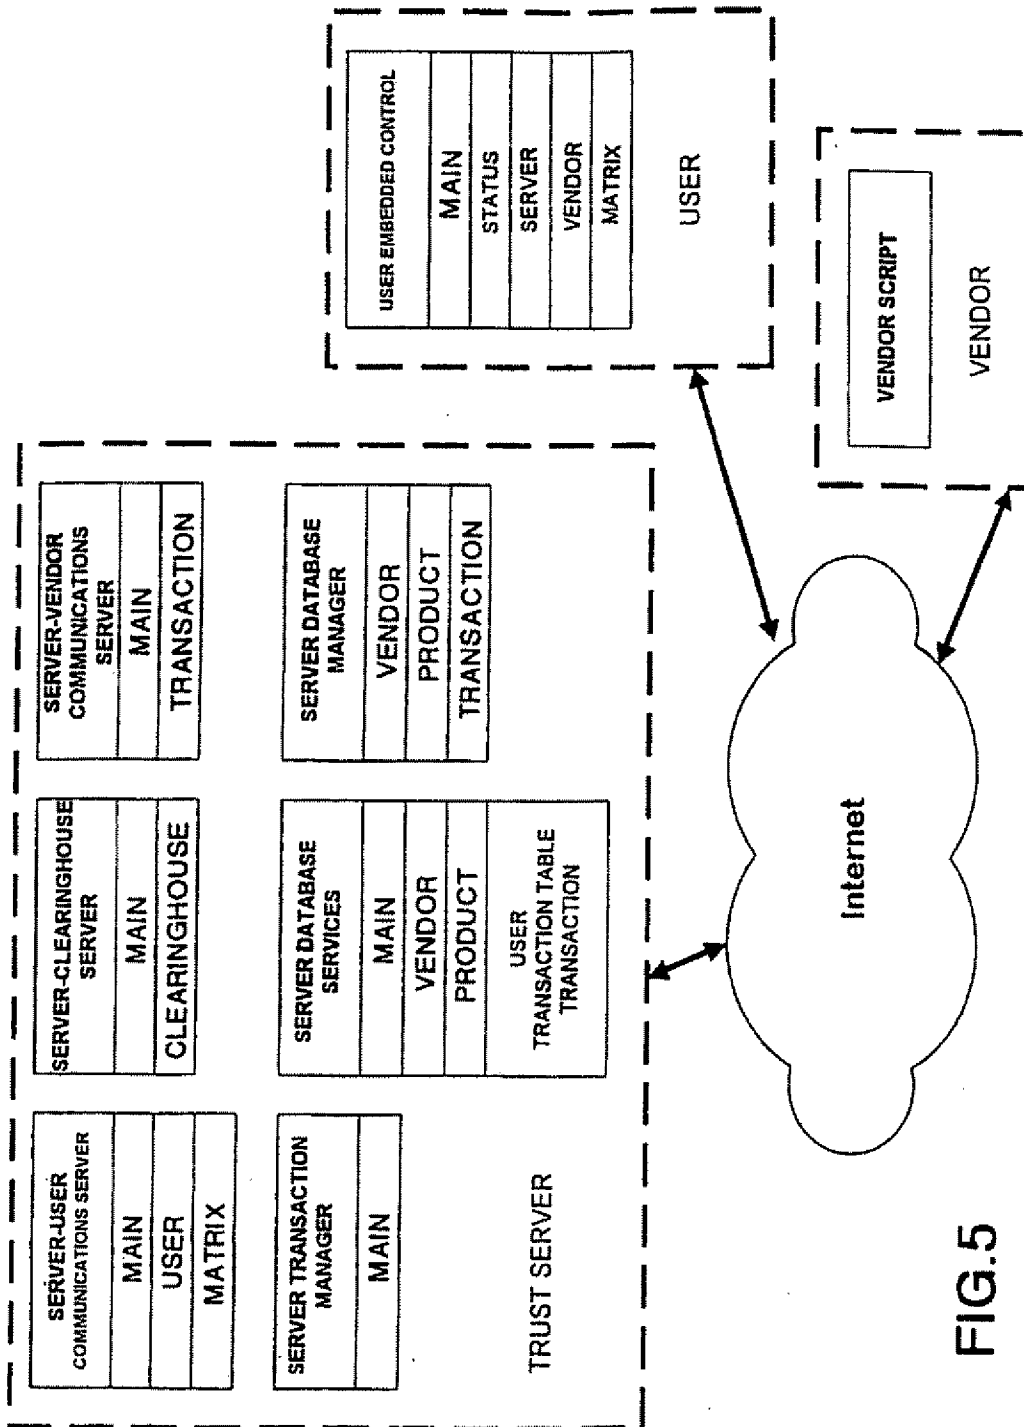 SERVER-USER
COMMUNICATIONS SERVER
MAIN
USER
MATRIX
SERVER-CLEARINGHOUSE
SERVER
MAIN
CLEARINGHOUSE
SERVER-VENDOR
COMMUNICATIONS
SERVER
MAIN
TRANSACTION
SERVER TRANSACTION
MANAGER
MAIN
SERVER DATABASE
SERVICES
MAIN
VENDOR
PRODUCT
USER
TRANSACTION TABLE
TRANSACTION
SERVER DATABASE
MANAGER
VENDOR
PRODUCT
TRANSACTION
TRUST SERVER
USER EMBEDDED CONTROL
MAIN
STATUS
SERVER
VENDOR
MATRIX
USER
Internet
VENDOR SCRIPT
VENDOR
FIG.5